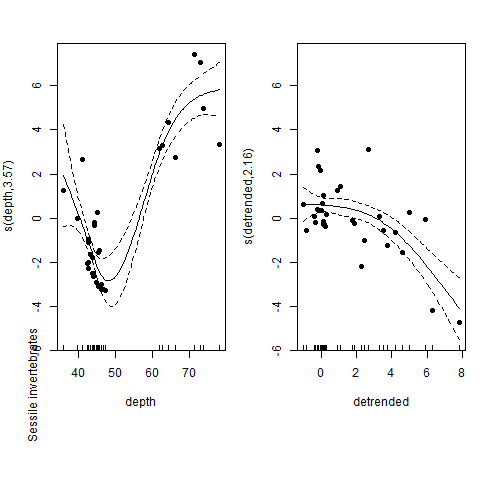 s(depth,3.57)
6
4
2
0
-2
-4
-6
40 50 60 70
depth
Sessile invertebrates
s(detrended,2.16)
6
4
2
0
-2
-4
-6
0 2 4 6 8
detrended